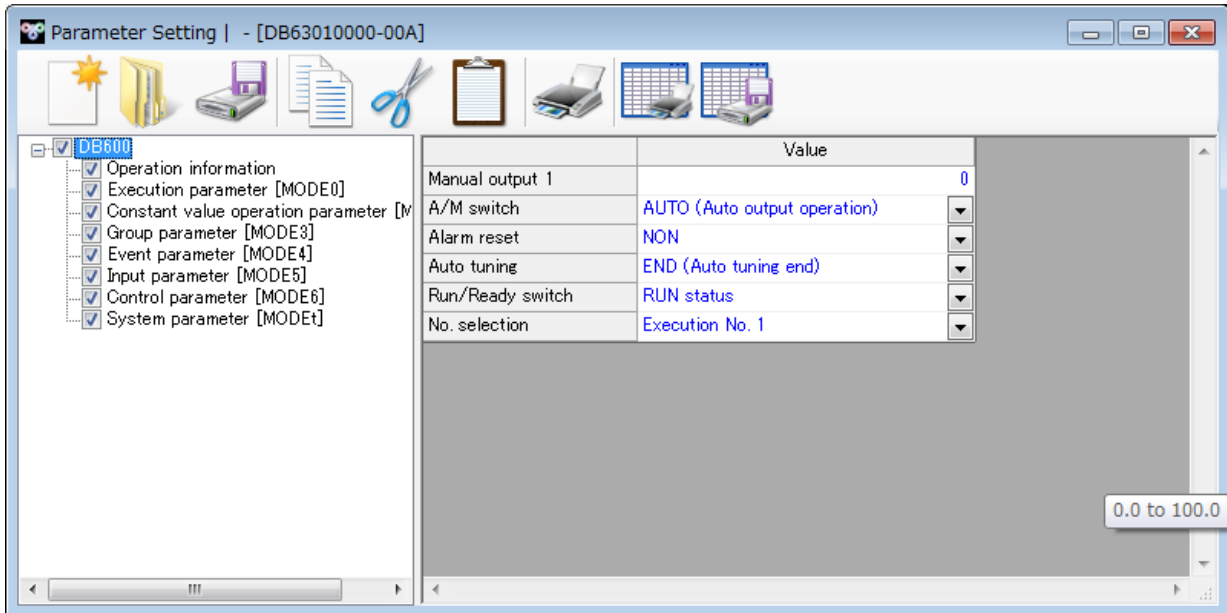 Parameter Setting | - [DB63010000-00A]
DB600
Operation information
Execution parameter [MODE0]
Constant value operation parameter [M
Group parameter [MODE3]
Event parameter [MODE4]
Input parameter [MODE5]
Control parameter [MODE6]
System parameter [MODEt]
Value
Manual output 1 0
A/M switch AUTO (Auto output operation)
Alarm reset NON
Auto tuning END (Auto tuning end)
Run/Ready switch RUN status
No. selection Execution No. 1
0.0 to 100.0